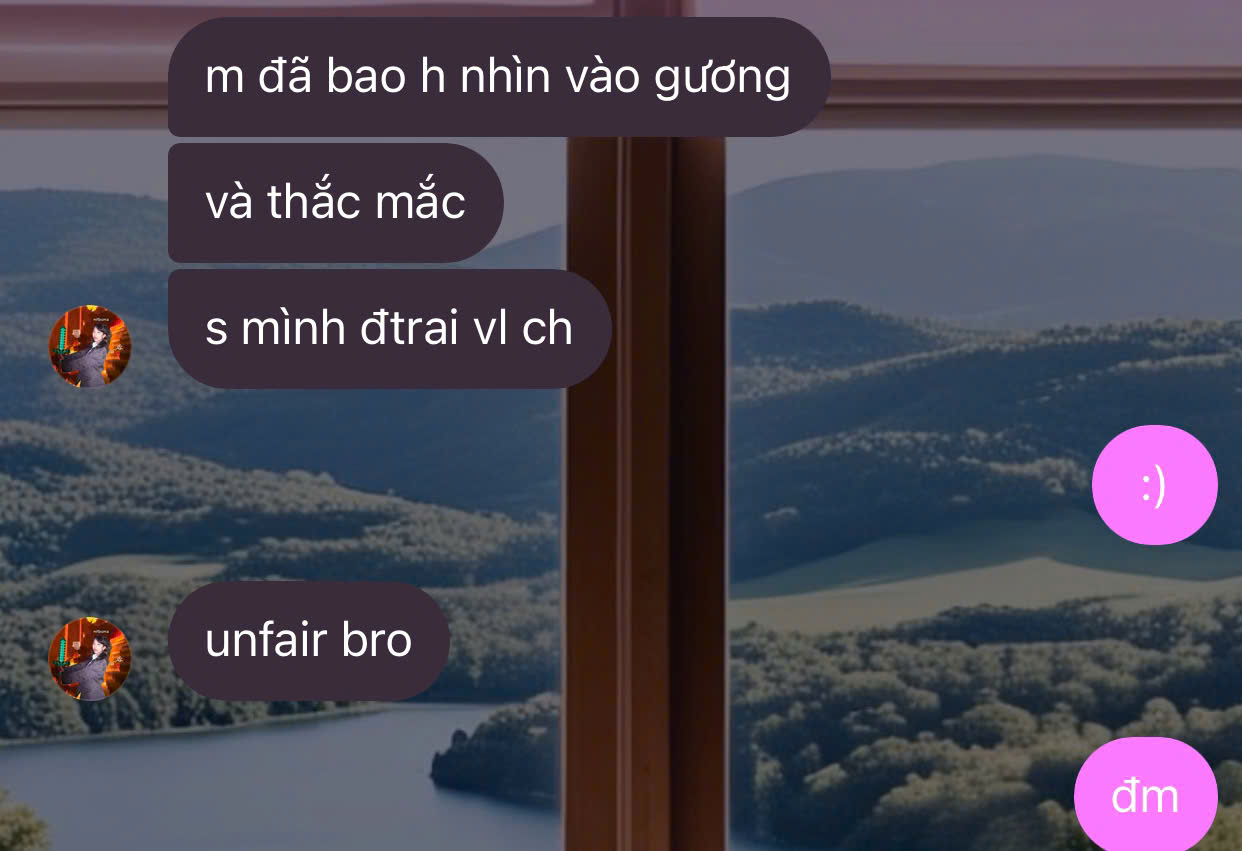 m đã bao h nhìn vào gương
và thắc mắc
s mình đtrai vl ch
:)
unfair bro
đm